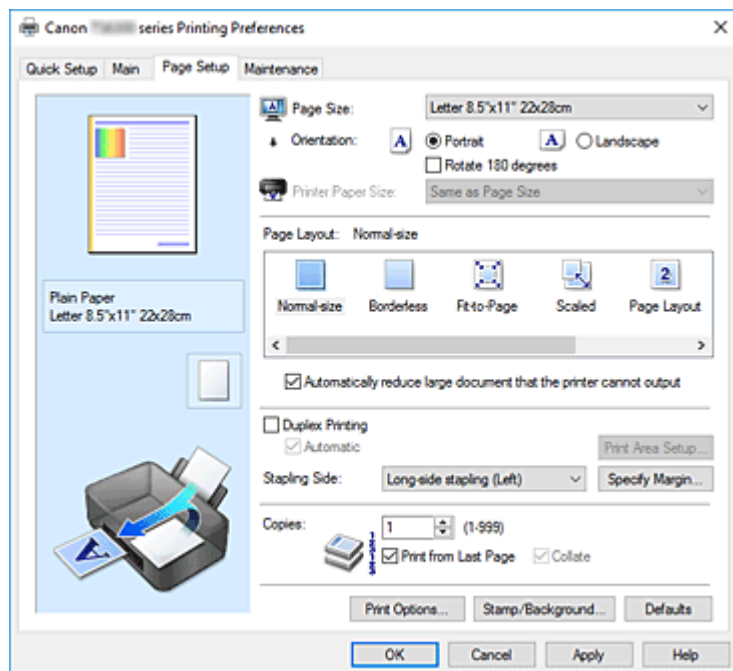 Canon series Printing Preferences
Quick Setup Main Page Setup Maintenance
Page Size: Letter 8.5"x11" 22x28cm
Orientation: A Portrait A Landscape
Rotate 180 degrees
Printer Paper Size: Same as Page Size
Page Layout: Normal-size
2
Normal-size Borderless Fit-to-Page Scaled Page Layout
Plain Paper
Letter 8.5"x11" 22x28cm
Automatically reduce large document that the printer cannot output
Duplex Printing
Automatic Print Area Setup...
Stapling Side: Long-side stapling (Left) Specify Margin...
Copies: 1 (1-999)
Print from Last Page Collate
A
Print Options... Stamp/Background... Defaults
OK Cancel Apply Help